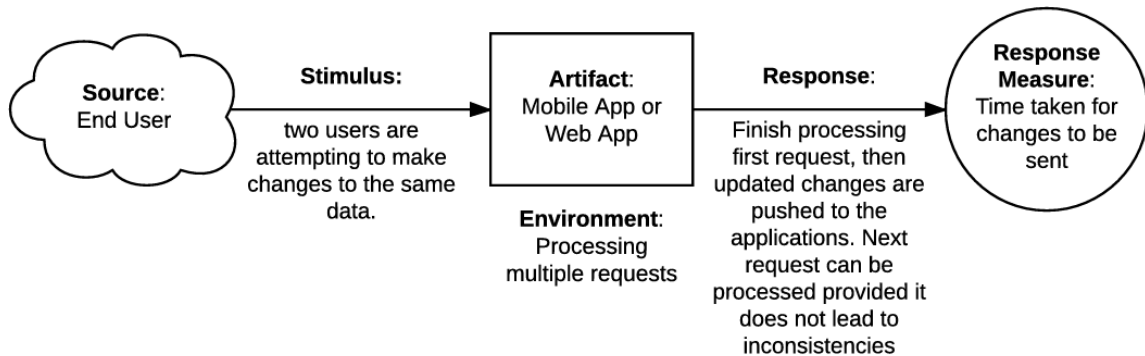 Source:
End User
Stimulus:
two users are
attempting to make
changes to the same
data.
Artifact:
Mobile App or
Web App
Environment:
Processing
multiple requests
Response:
Finish processing
first request, then
updated changes are
pushed to the
applications. Next
request can be
processed provided it
does not lead to
inconsistencies
Response
Measure:
Time taken for
changes to be
sent